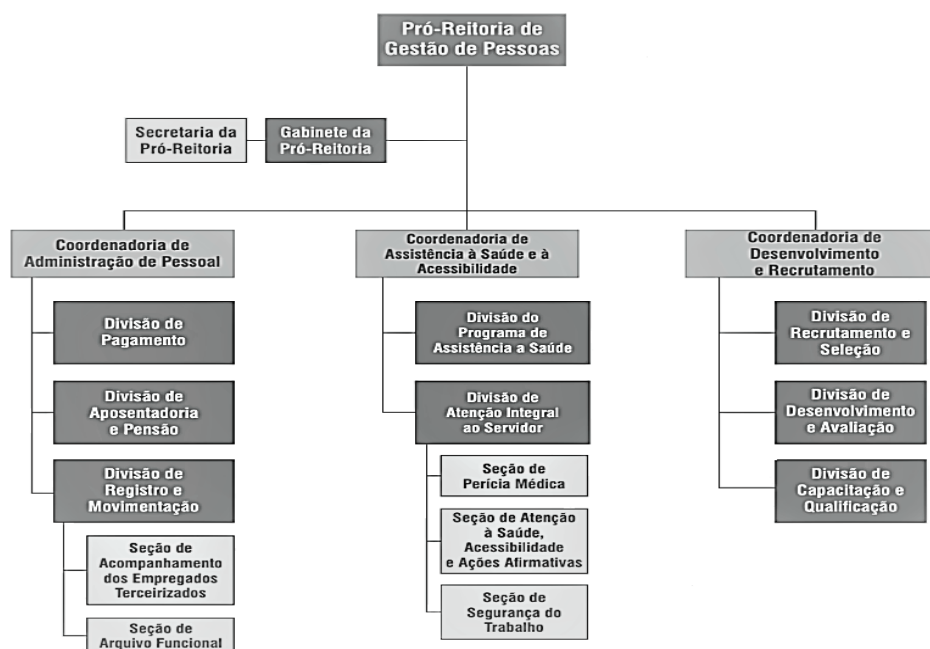 Pró-Reitoria de
Gestão de Pessoas
Secretaria da
Pró-Reitoria
Gabinete da
Pró-Reitoria
Coordenadoria de
Administração de Pessoal
Divisão de
Pagamento
Divisão de
Aposentadoria
e Pensão
Divisão de
Registro e
Movimentação
Seção de
Acompanhamento
dos Empregados
Terceirizados
Seção de
Arquivo Funcional
Coordenadoria de
Assistência à Saúde e à
Acessibilidade
Divisão do
Programa de
Assistência a Saúde
Divisão de
Atenção Integral
ao Servidor
Seção de
Perícia Médica
Seção de Atenção
à Saúde,
Acessibilidade
e Ações Afirmativas
Seção de
Segurança do
Trabalho
Coordenadoria de
Desenvolvimento
e Recrutamento
Divisão de
Recrutamento e
Seleção
Divisão de
Desenvolvimento
e Avaliação
Divisão de
Capacitação e
Qualificação